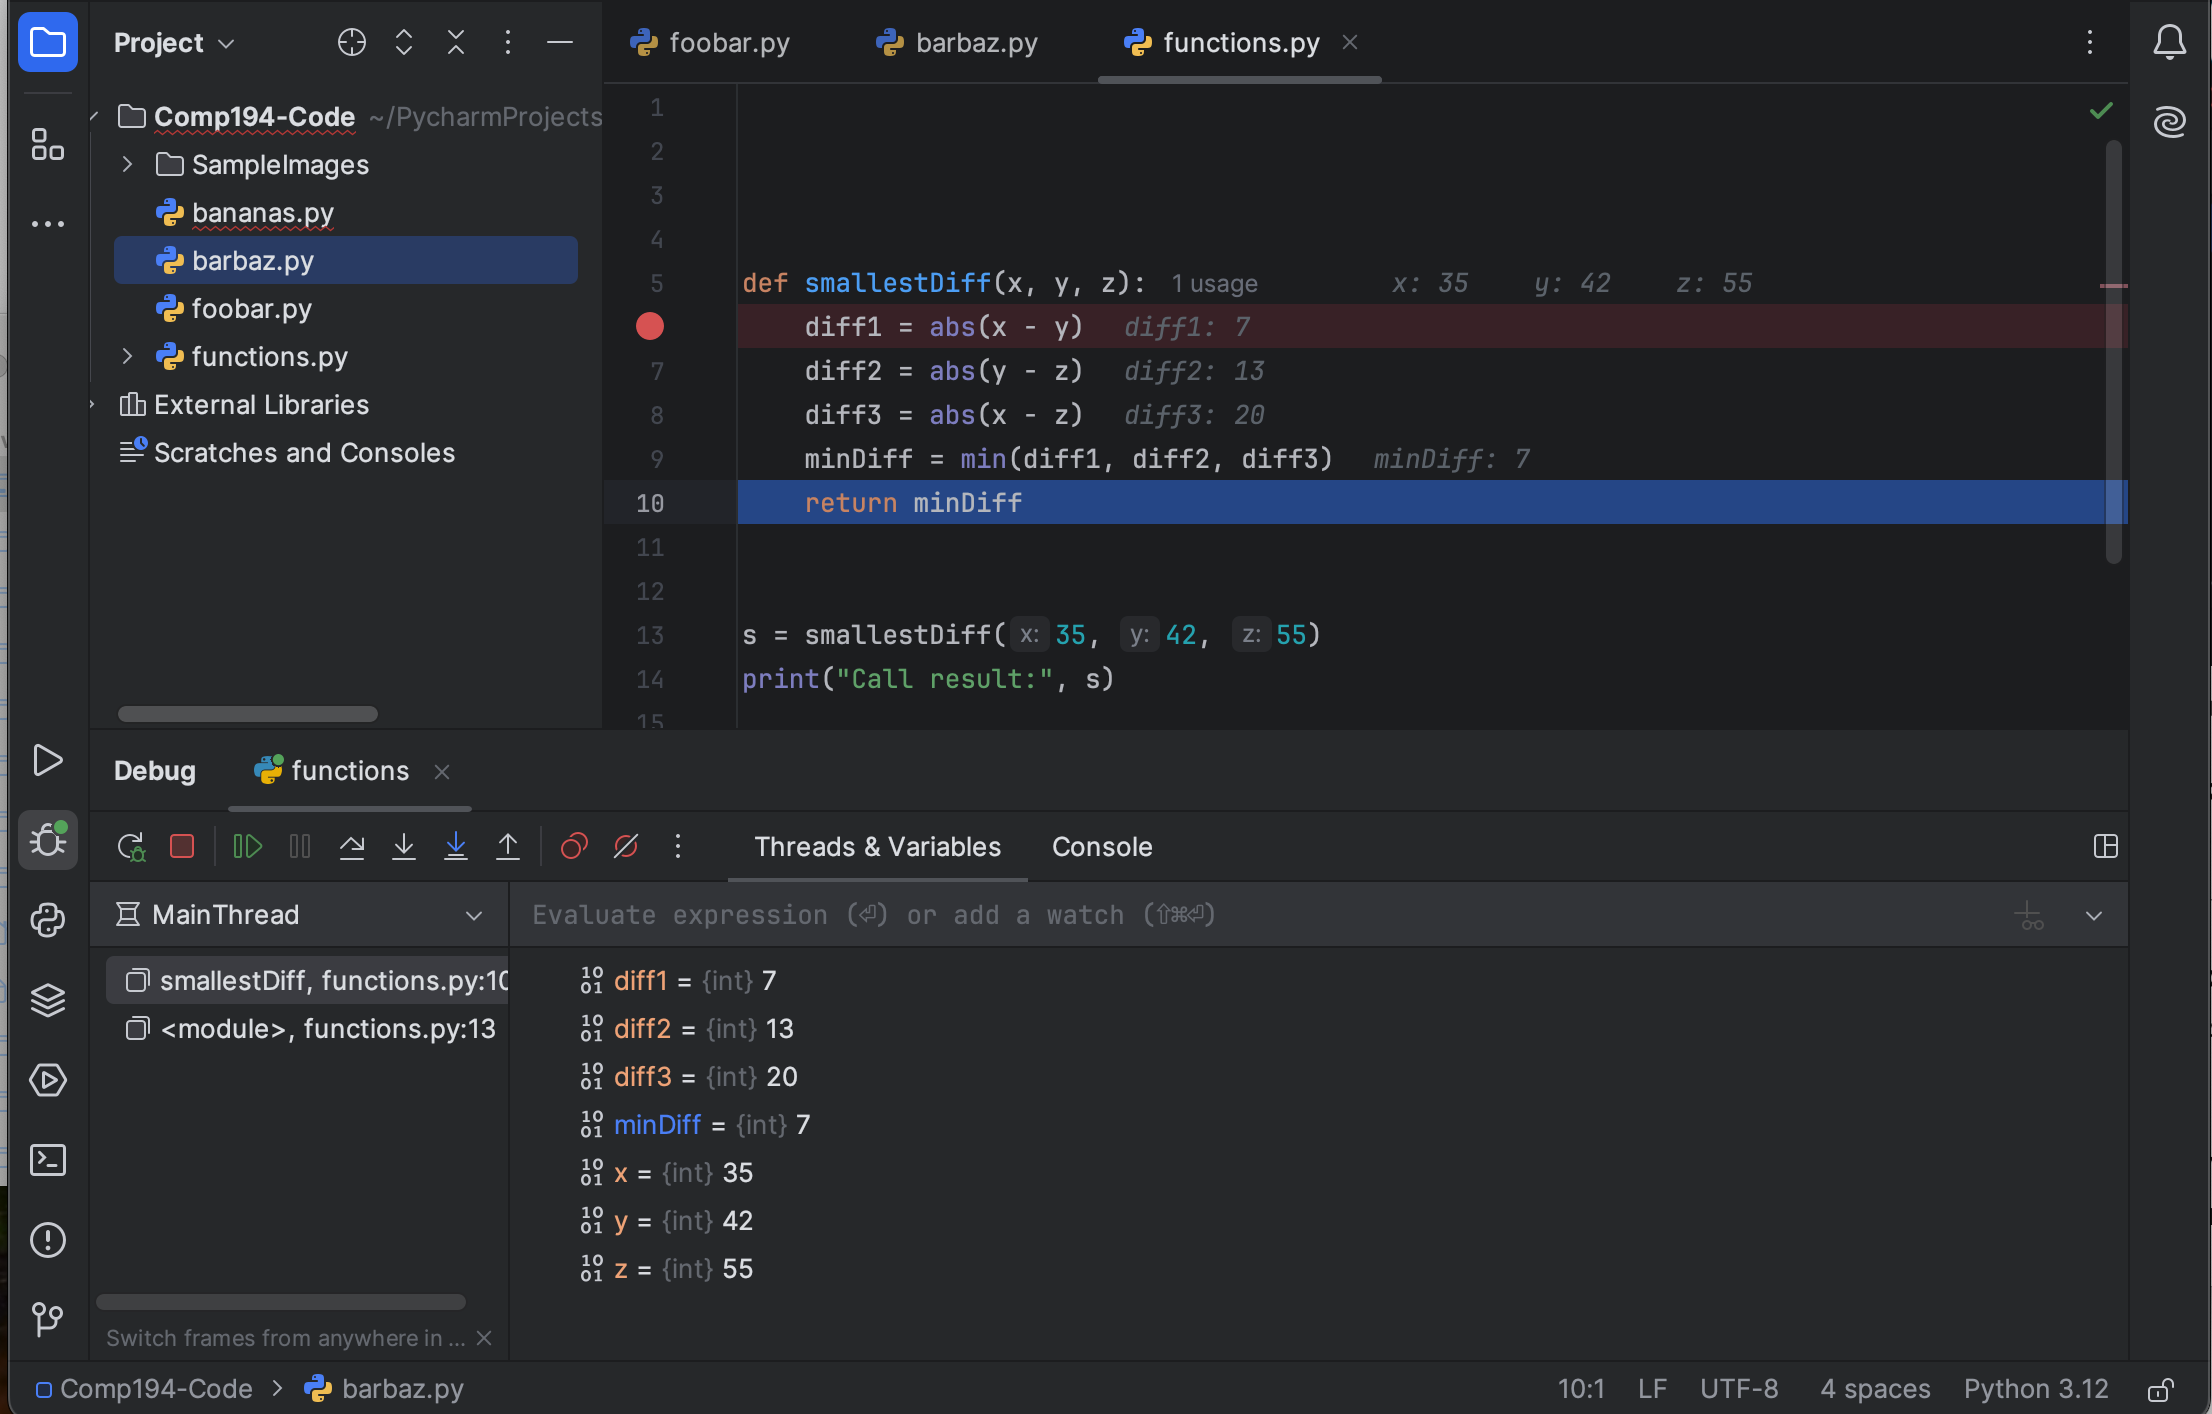 Project
foobar.py
barbaz.py
functions.py
Comp194-Code ~/PycharmProjects
SampleImages
bananas.py
barbaz.py
foobar.py
functions.py
External Libraries
Scratches and Consoles
1
2
3
4
5 def smallestDiff(x, y, z): 1 usage x: 35 y: 42 z: 55
diff1 = abs(x - y) diff1: 7
7 diff2 = abs(y - z) diff2: 13
8 diff3 = abs(x - z) diff3: 20
9 minDiff = min(diff1, diff2, diff3) minDiff: 7
10 return minDiff
11
12
13 s = smallestDiff( x: 35, y: 42, z: 55)
14 print("Call result:", s)
15
Debug
functions
Threads & Variables
Console
MainThread
Evaluate expression (⏎) or add a watch (⇧⌘⏎)
smallestDiff, functions.py:10
<module>, functions.py:13
diff1 = {int} 7
diff2 = {int} 13
diff3 = {int} 20
minDiff = {int} 7
x = {int} 35
y = {int} 42
z = {int} 55
Switch frames from anywhere in ...
Comp194-Code > barbaz.py
10:1 LF UTF-8 4 spaces Python 3.12